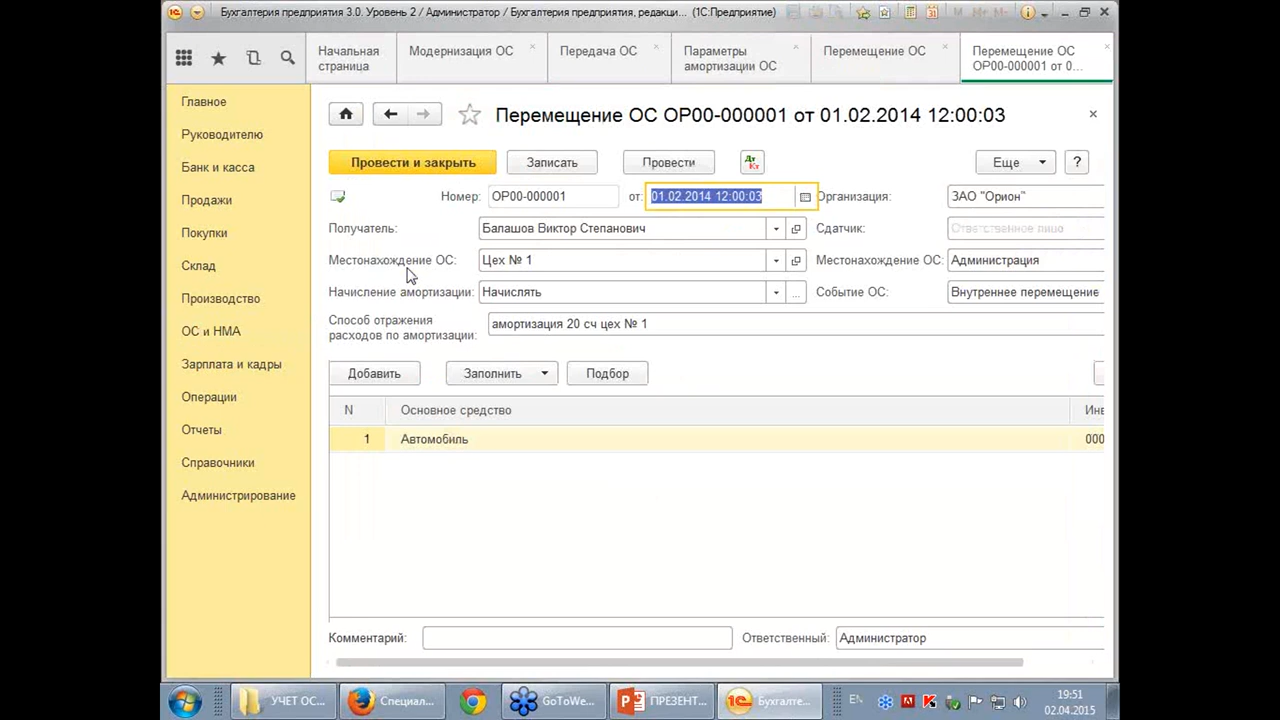 Бухгалтерия предприятия 3.0. Уровень 2 / Администратор / Бухгалтерия предприятия, редакци... (1С:Предприятие)
Начальная страница
Модернизация ОС
Передача ОС
Параметры амортизации ОС
Перемещение ОС
Перемещение ОС ОР00-000001 от 0...
Главное
Руководителю
Банк и касса
Продажи
Покупки
Склад
Производство
ОС и НМА
Зарплата и кадры
Операции
Отчеты
Справочники
Администрирование
Перемещение ОС ОР00-000001 от 01.02.2014 12:00:03
Провести и закрыть
Записать
Провести
Дт Кт
Еще
?
Номер: ОР00-000001 от: 01.02.2014 12:00:03 Организация: ЗАО "Орион"
Получатель: Балашов Виктор Степанович Сдатчик: Ответственное лицо
Местонахождение ОС: Цех № 1 Местонахождение ОС: Администрация
Начисление амортизации: Начислять ... Событие ОС: Внутреннее перемещение
Способ отражения
расходов по амортизации: амортизация 20 сч цех № 1
Добавить Заполнить Подбор
N Основное средство Инв
1 Автомобиль 000
Комментарий: Ответственный: Администратор
УЧЕТ ОС... Специал... GoToWe... ПРЕЗЕНТ... Бухгалте... EN 19:51
02.04.2015